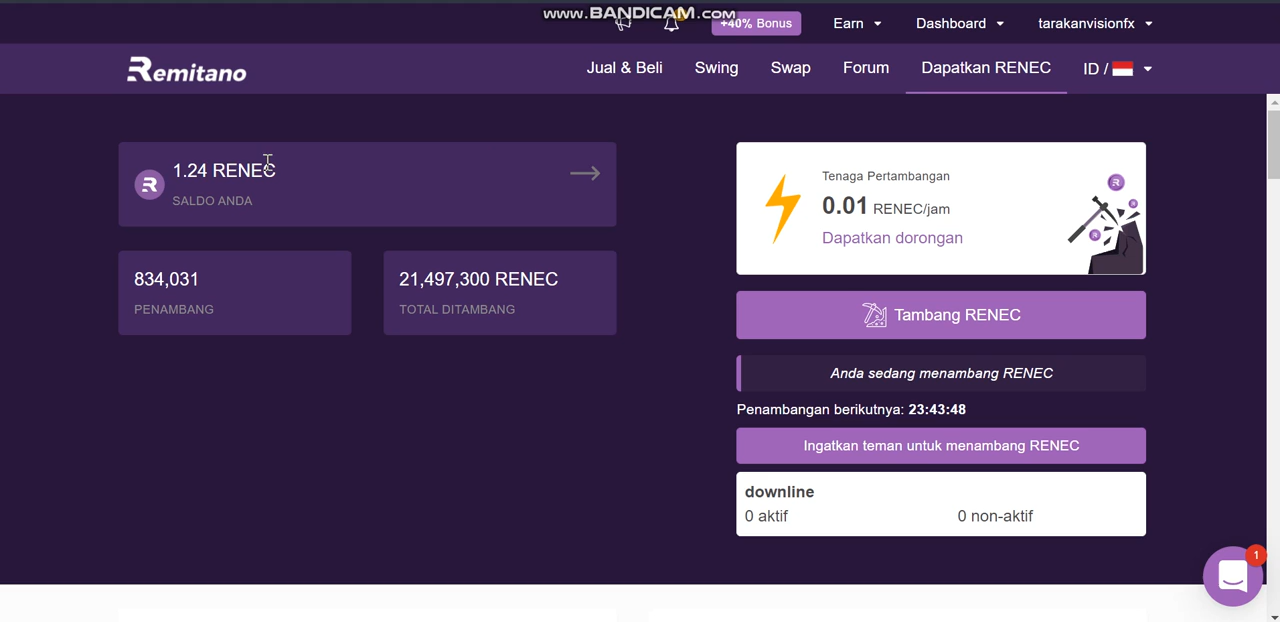 www.BANDICAM.com
+40% Bonus
Earn
Dashboard
tarakanvisionfx
Remitano
Jual & Beli
Swing
Swap
Forum
Dapatkan RENEC
ID /
1.24 RENEC
SALDO ANDA
834,031
PENAMBANG
21,497,300 RENEC
TOTAL DITAMBANG
Tenaga Pertambangan
0.01 RENEC/jam
Dapatkan dorongan
Tambang RENEC
Anda sedang menambang RENEC
Penambangan berikutnya: 23:43:48
Ingatkan teman untuk menambang RENEC
downline
0 aktif
0 non-aktif
1